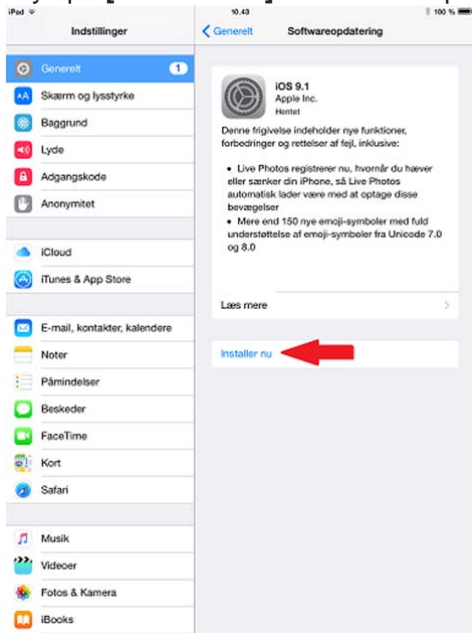 iPad
10.43
100 %
Indstillinger
Generelt
Softwareopdatering
Generelt
1
Skærm og lysstyrke
Baggrund
Lyde
Adgangskode
Anonymitet
iCloud
iTunes & App Store
E-mail, kontakter, kalendere
Noter
Påmindelser
Beskeder
FaceTime
Kort
Safari
Musik
Videoer
Fotos & Kamera
iBooks
iOS 9.1
Apple Inc.
Hentet
Denne frigivelse indeholder nye funktioner,
forbedringer og rettelser af fejl, inklusive:
• Live Photos registrerer nu, hvornår du hæver
eller sænker din iPhone, så Live Photos
automatisk lader være med at optage disse
bevægelser
• Mere end 150 nye emoji-symboler med fuld
understøttelse af emoji-symboler fra Unicode 7.0
og 8.0
Læs mere
Installer nu